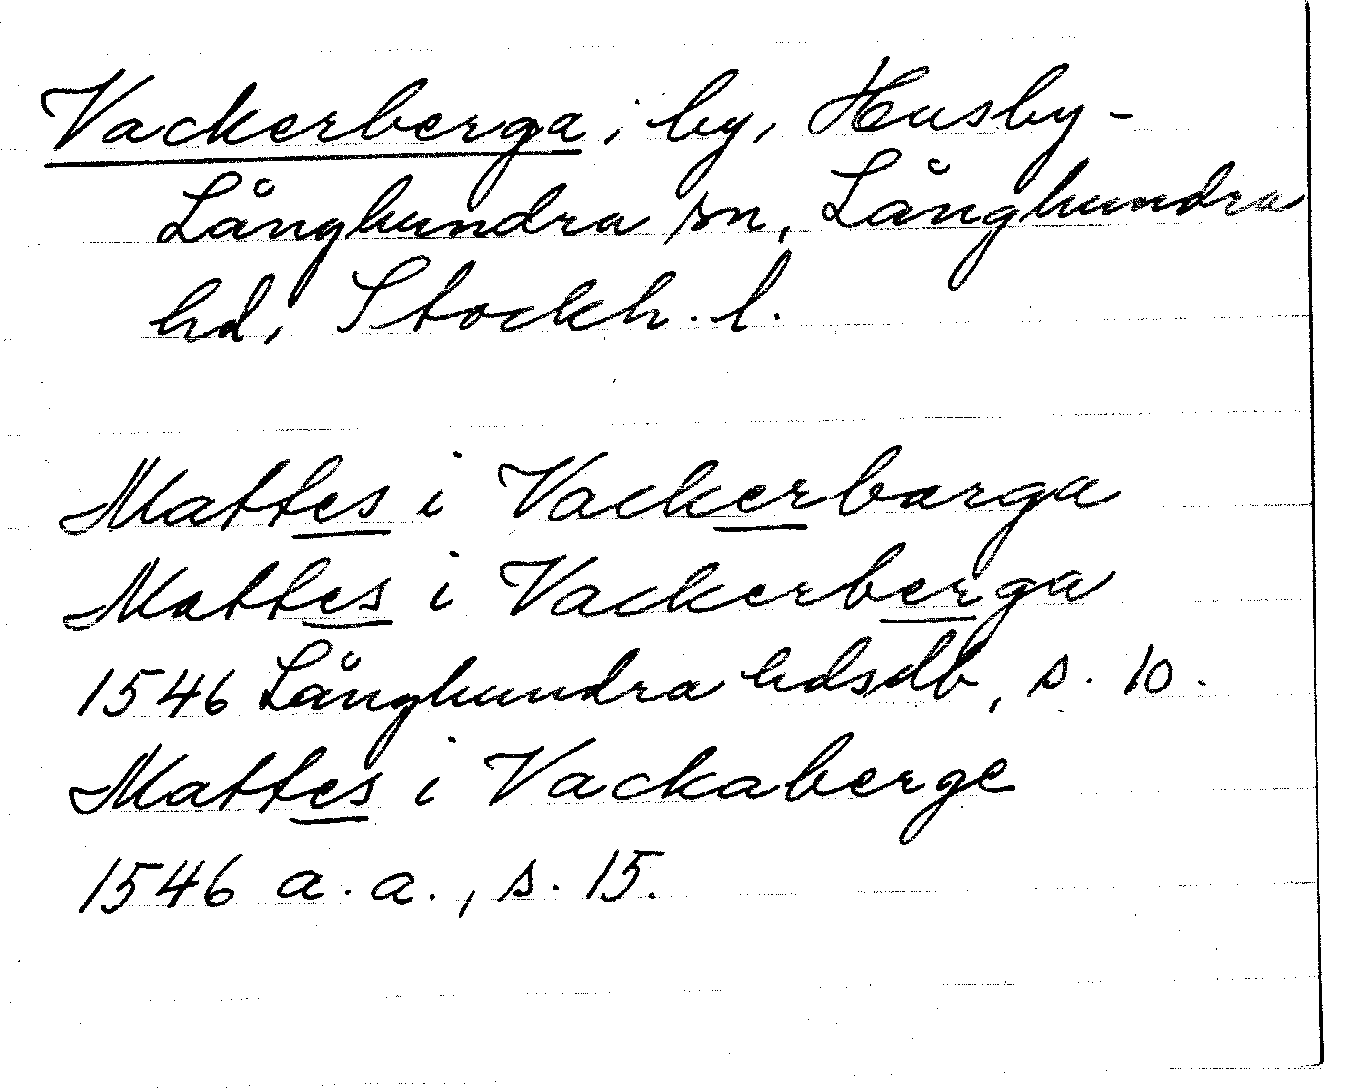 Vackerberga, by, Husby-
Långhundra sn, Långhundra
hd, Stockh. l.
Mattes i Vackerbarga
Mattes i Vackerberga
1546 Långhundra hdsdb, s. 10.
Mattes i Vackaberge
1546 a. a., s. 15.